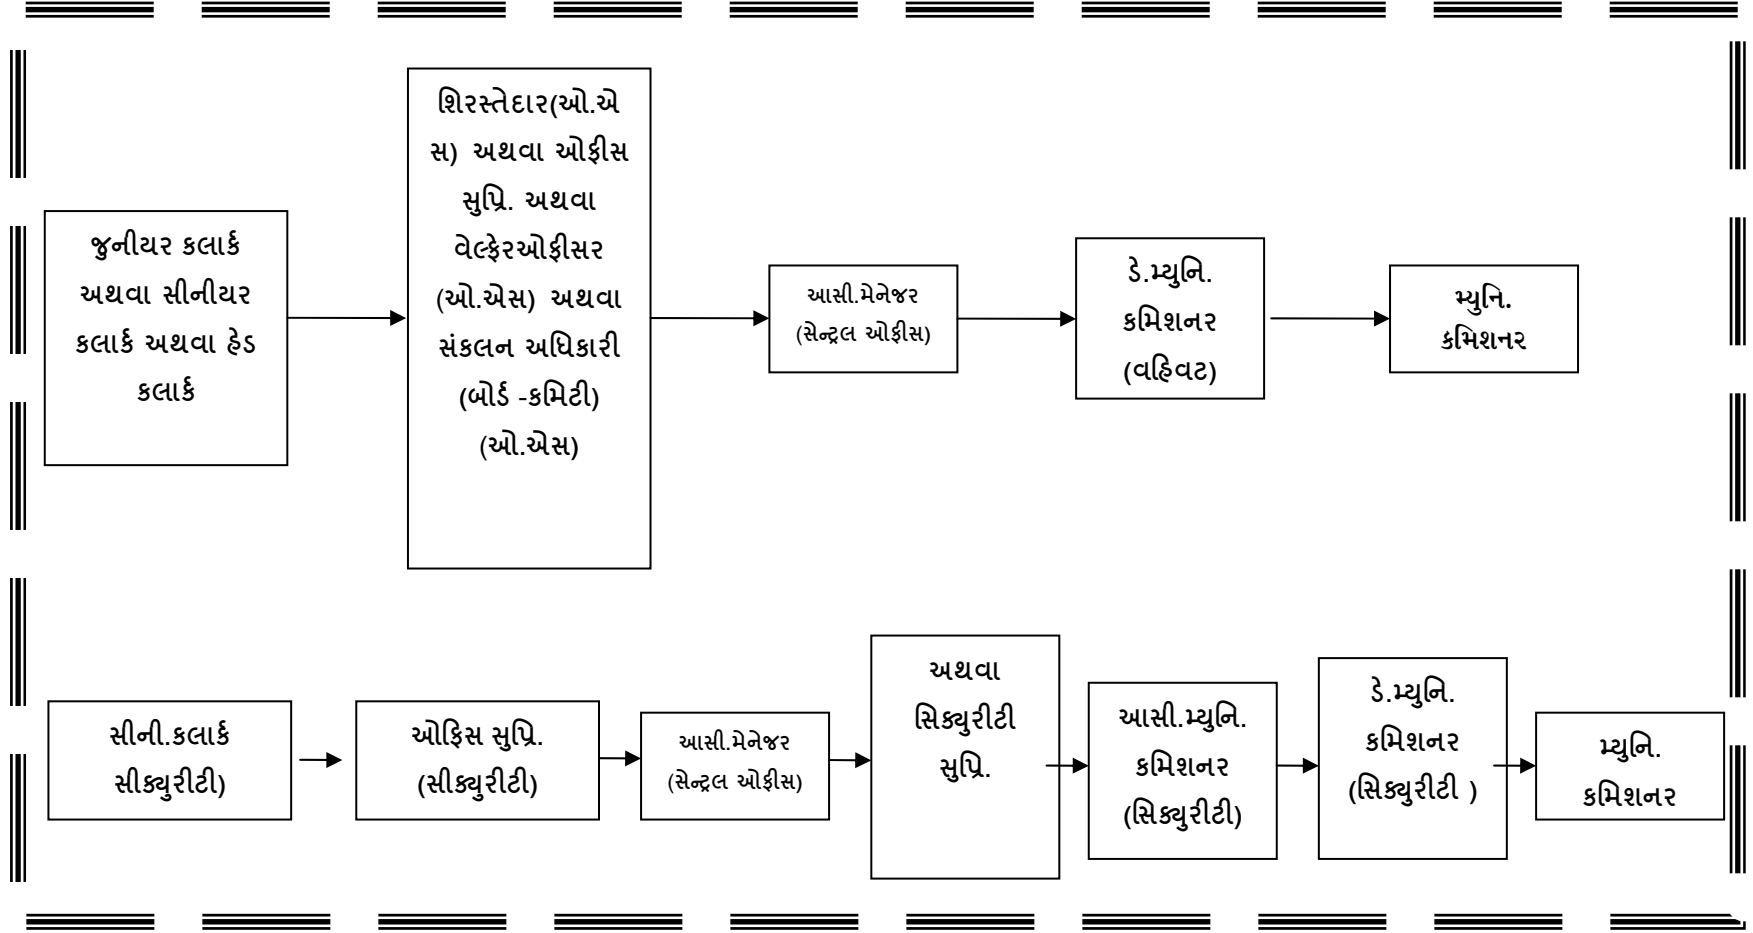 જુનીયર કલાર્ક
અથવા સીનીયર
કલાર્ક અથવા હેડ
કલાર્ક
શિરસ્તેદાર(ઓ.એ
સ) અથવા ઓફીસ
સુપ્રિ. અથવા
વેલ્ફેરઓફીસર
(ઓ.એસ) અથવા
સંકલન અધિકારી
(બોર્ડ -કમિટી)
(ઓ.એસ)
આસી.મેનેજર
(સેન્ટ્રલ ઓફીસ)
ડે.મ્યુનિ.
કમિશનર
(વહિવટ)
મ્યુનિ.
કમિશનર
સીની.કલાર્ક
સીક્યુરીટી)
ઓફિસ સુપ્રિ.
(સીક્યુરીટી)
આસી.મેનેજર
(સેન્ટ્રલ ઓફીસ)
અથવા
સિક્યુરીટી
સુપ્રિ.
આસી.મ્યુનિ.
કમિશનર
(સિક્યુરીટી)
ડે.મ્યુનિ.
કમિશનર
(સિક્યુરીટી )
મ્યુનિ.
કમિશનર